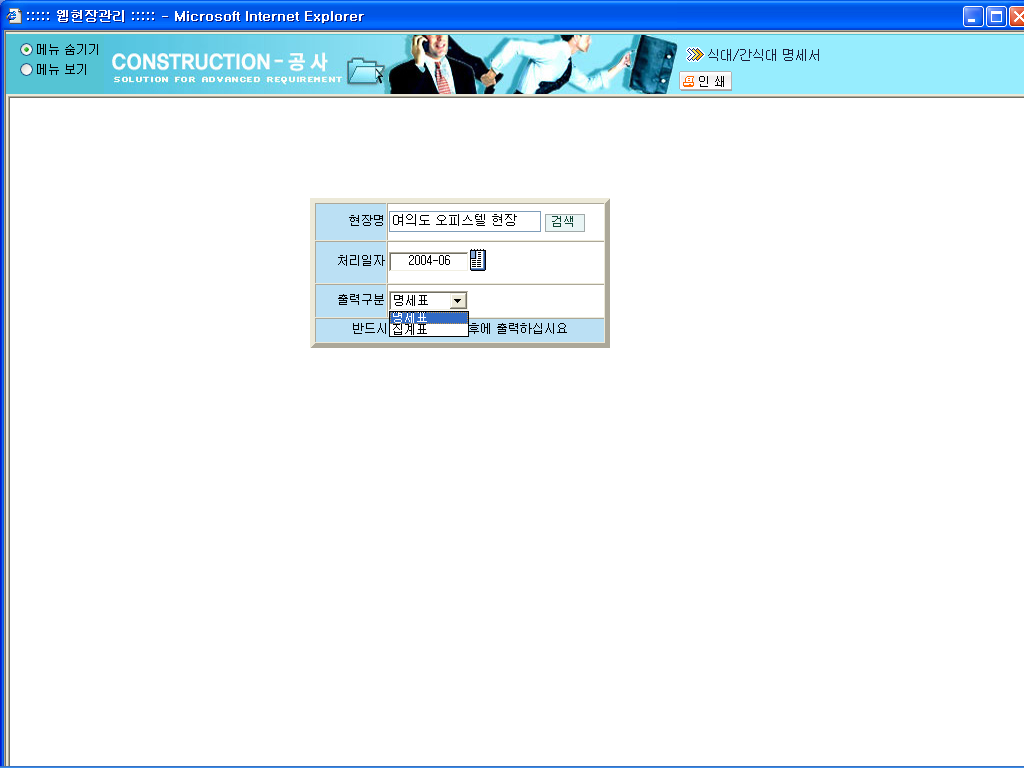 ::::: 웹현장관리 ::::: - Microsoft Internet Explorer
메뉴 숨기기
메뉴 보기
CONSTRUCTION - 공사
SOLUTION FOR ADVANCED REQUIREMENT
식대/간식대 명세서
인 쇄
현장명 여의도 오피스텔 현장 검색
처리일자 2004-06
출력구분 명세표
명세표
집계표
반드시 후에 출력하십시요